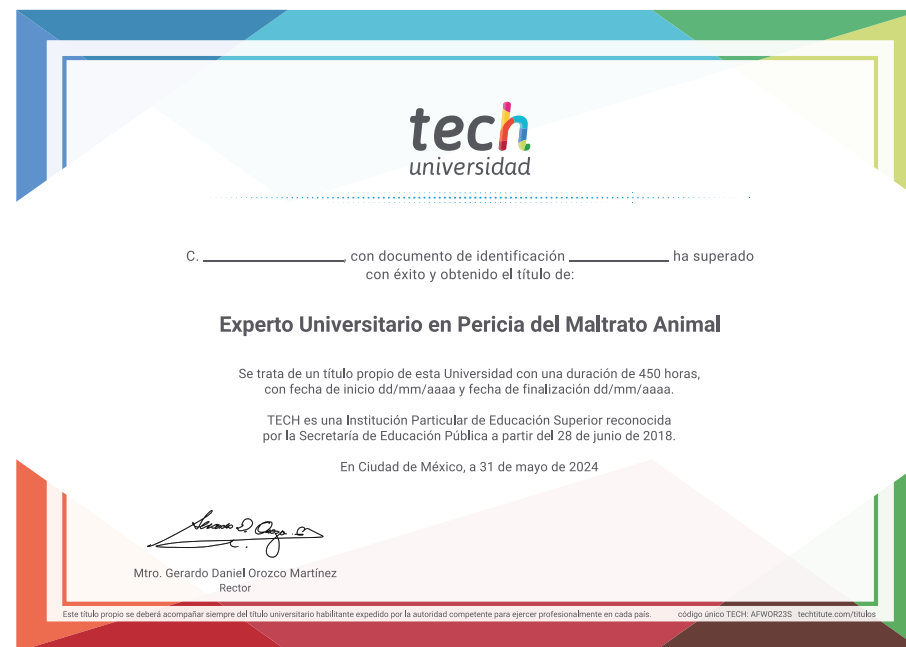 tech
universidad
C. ____________, con documento de identificación ____________ ha superado
con éxito y obtenido el título de:
Experto Universitario en Pericia del Maltrato Animal
Se trata de un título propio de esta Universidad con una duración de 450 horas,
con fecha de inicio dd/mm/aaaa y fecha de finalización dd/mm/aaaa.
TECH es una Institución Particular de Educación Superior reconocida
por la Secretaría de Educación Pública a partir del 28 de junio de 2018.
En Ciudad de México, a 31 de mayo de 2024
Mtro. Gerardo Daniel Orozco Martínez
Rector
Este título propio se deberá acompañar siempre del título universitario habilitante expedido por la autoridad competente para ejercer profesionalmente en cada país. código único TECH: AFWOR23S techtitute.com/titulos